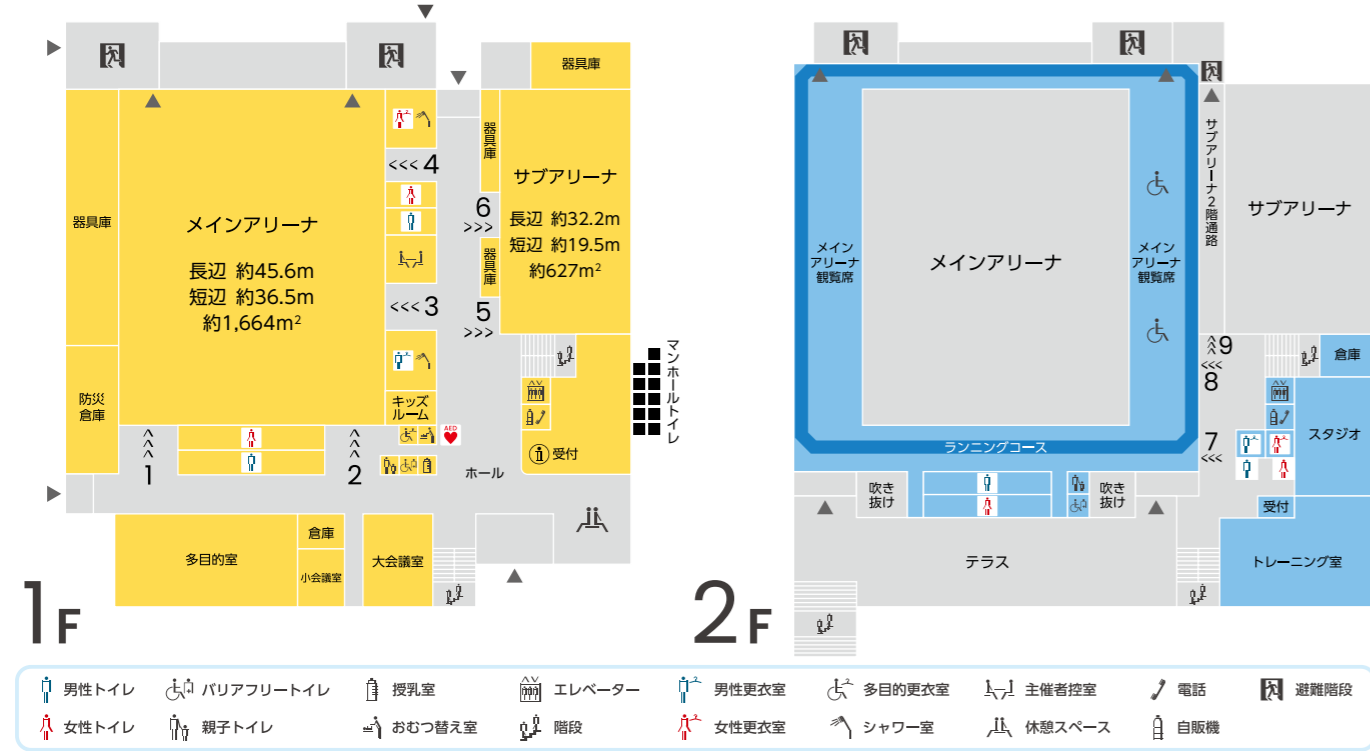 器具庫
メインアリーナ
長辺 約45.6m
短辺 約36.5m
約1,664m²
防災
倉庫
<<< 4
<<< 3
キッズ
ルーム
AED
器具庫
器具庫
6
>>>
器具庫
5
>>>
サブアリーナ
長辺 約32.2m
短辺 約19.5m
約627m²
マンホールトイレ
受付
ホール
<<<
1
<<<
2
多目的室
倉庫
小会議室
大会議室
1F
メイン
アリーナ
観覧席
メインアリーナ
メイン
アリーナ
観覧席
サブアリーナ2階通路
サブアリーナ
ランニングコース
<<<
9
<<<
8
7
<<<
倉庫
スタジオ
吹き
抜け
吹き
抜け
受付
テラス
トレーニング室
2F
男性トイレ
バリアフリートイレ
授乳室
エレベーター
男性更衣室
多目的更衣室
主催者控室
電話
避難階段
女性トイレ
親子トイレ
おむつ替え室
階段
女性更衣室
シャワー室
休憩スペース
自販機